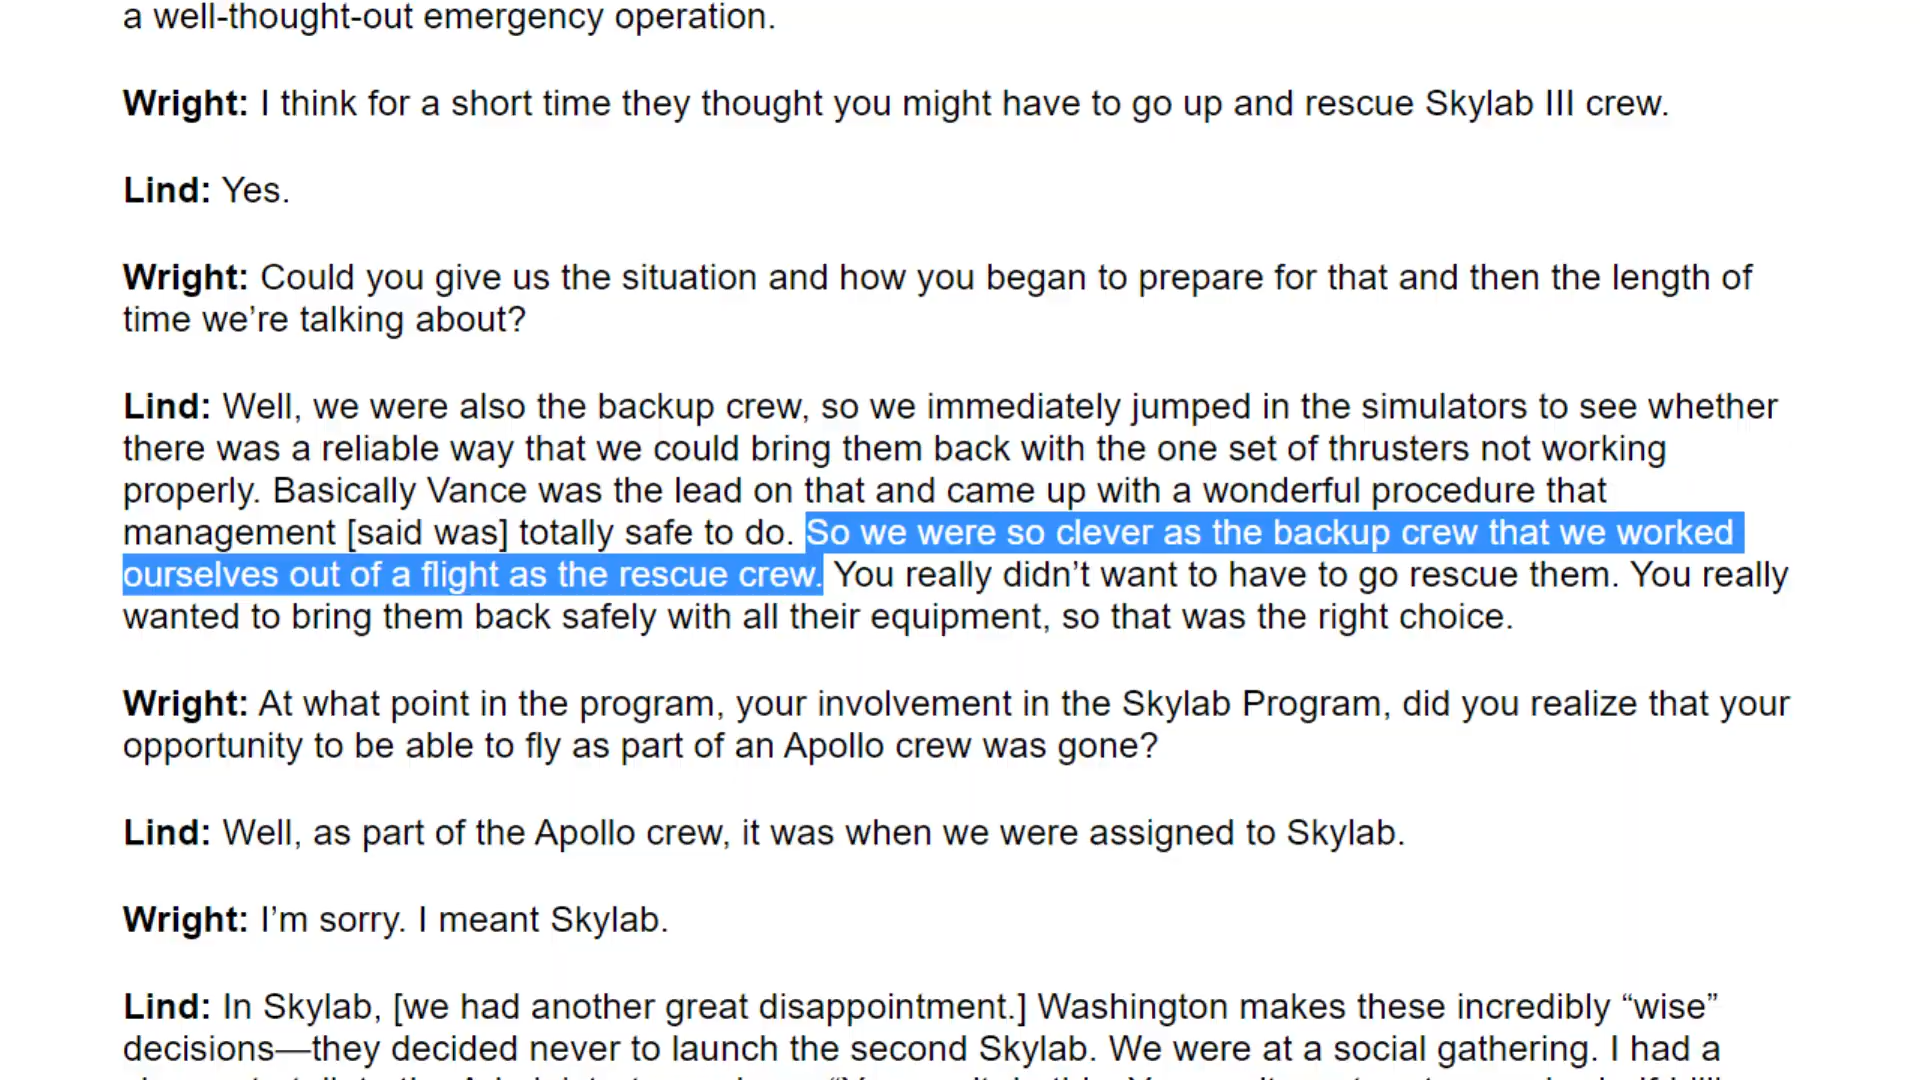 a well-thought-out emergency operation.
Wright: I think for a short time they thought you might have to go up and rescue Skylab III crew.
Lind: Yes.
Wright: Could you give us the situation and how you began to prepare for that and then the length of
time we’re talking about?
Lind: Well, we were also the backup crew, so we immediately jumped in the simulators to see whether
there was a reliable way that we could bring them back with the one set of thrusters not working
properly. Basically Vance was the lead on that and came up with a wonderful procedure that
management [said was] totally safe to do. So we were so clever as the backup crew that we worked
ourselves out of a flight as the rescue crew. You really didn’t want to have to go rescue them. You really
wanted to bring them back safely with all their equipment, so that was the right choice.
Wright: At what point in the program, your involvement in the Skylab Program, did you realize that your
opportunity to be able to fly as part of an Apollo crew was gone?
Lind: Well, as part of the Apollo crew, it was when we were assigned to Skylab.
Wright: I’m sorry. I meant Skylab.
Lind: In Skylab, [we had another great disappointment.] Washington makes these incredibly “wise”
decisions—they decided never to launch the second Skylab. We were at a social gathering. I had a